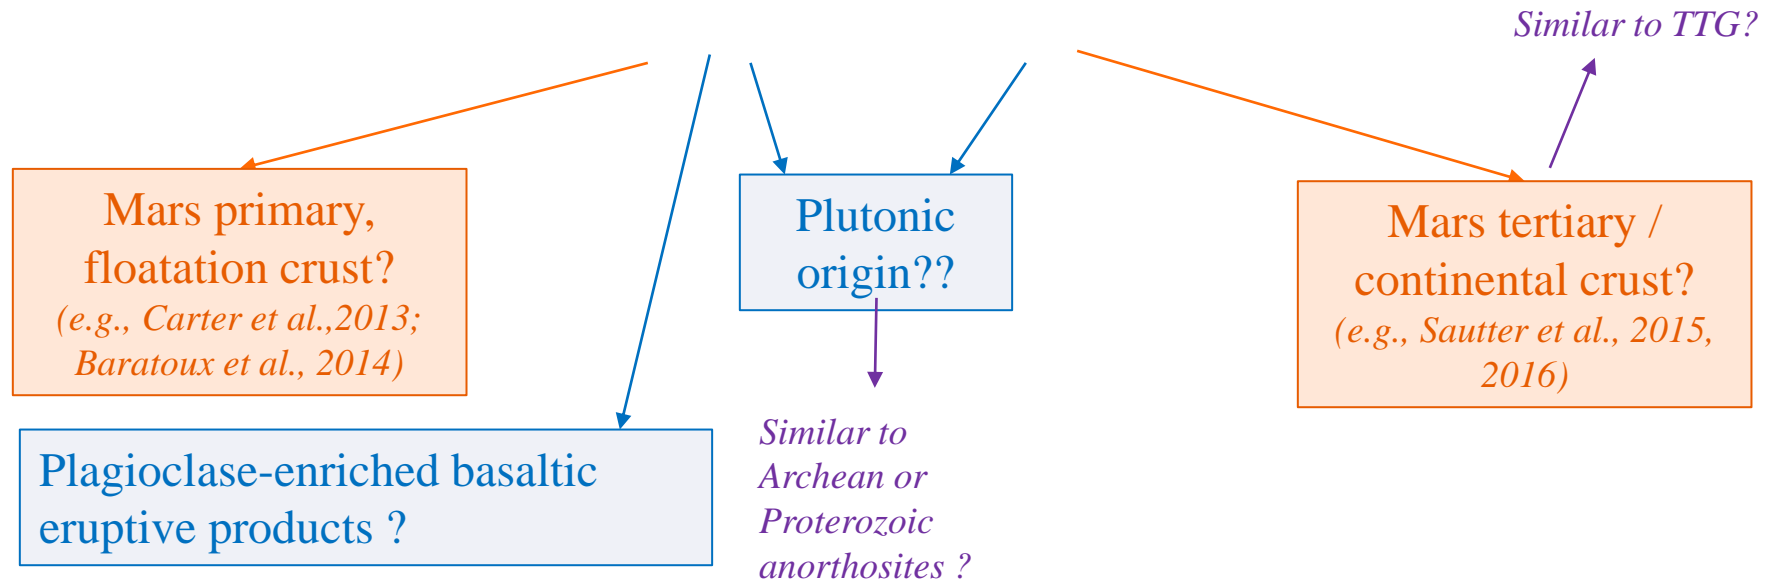 Similar to TTG?
Mars primary,
floatation crust?
(e.g., Carter et al.,2013;
Baratoux et al., 2014)
Plutonic
origin??
Mars tertiary /
continental crust?
(e.g., Sautter et al., 2015,
2016)
Plagioclase-enriched basaltic
eruptive products ?
Similar to
Archean or
Proterozoic
anorthosites ?